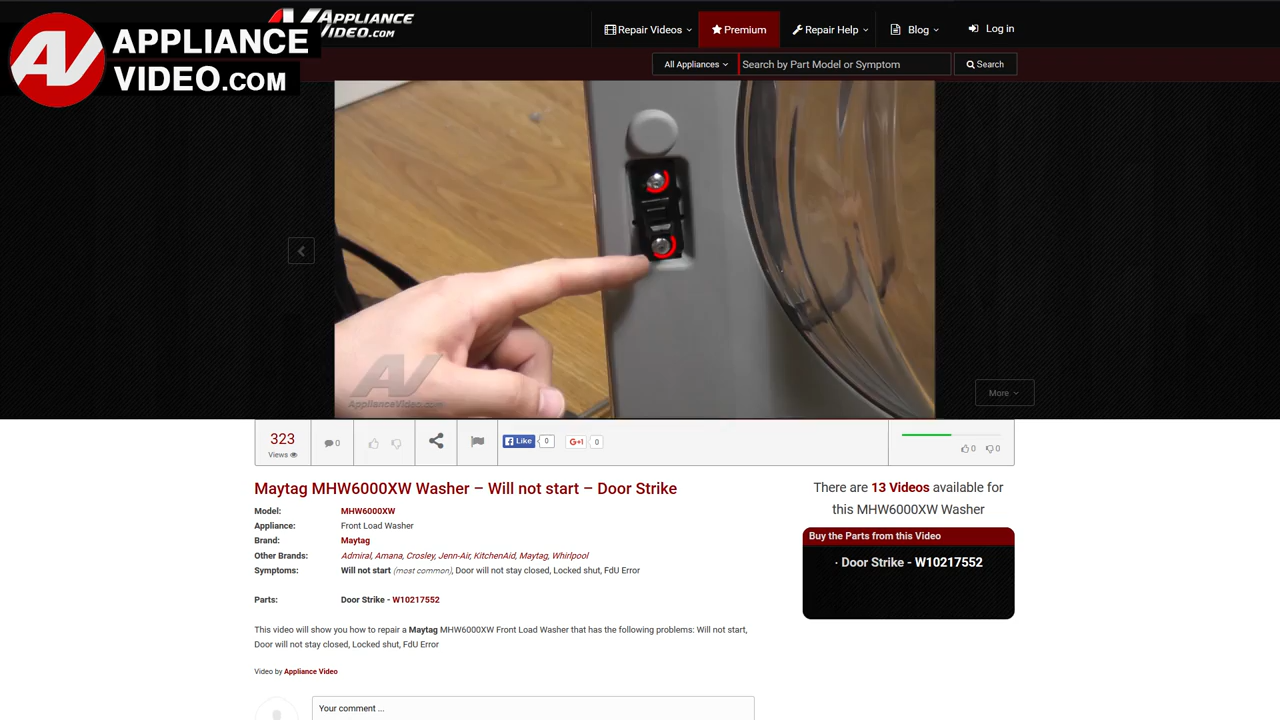 APPLIANCE
VIDEO.COM
APPLIANCE
VIDEO.COM
Repair Videos
Premium
Repair Help
Blog
Log in
All Appliances
Search by Part Model or Symptom
Search
ApplianceVideo.com
More
323
Views
0
Like
0
G+1
0
0
0
Maytag MHW6000XW Washer – Will not start – Door Strike
Model: MHW6000XW
Appliance: Front Load Washer
Brand: Maytag
Other Brands: Admiral, Amana, Crosley, Jenn-Air, KitchenAid, Maytag, Whirlpool
Symptoms: Will not start (most common), Door will not stay closed, Locked shut, FdU Error
Parts: Door Strike - W10217552
This video will show you how to repair a Maytag MHW6000XW Front Load Washer that has the following problems: Will not start,
Door will not stay closed, Locked shut, FdU Error
Video by Appliance Video
Your comment ...
There are 13 Videos available for
this MHW6000XW Washer
Buy the Parts from this Video
· Door Strike - W10217552